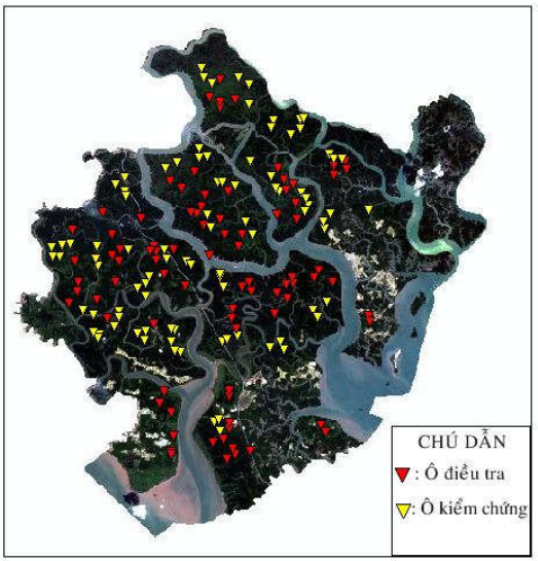 CHÚ DẪN
: Ô điều tra
: Ô kiểm chứng